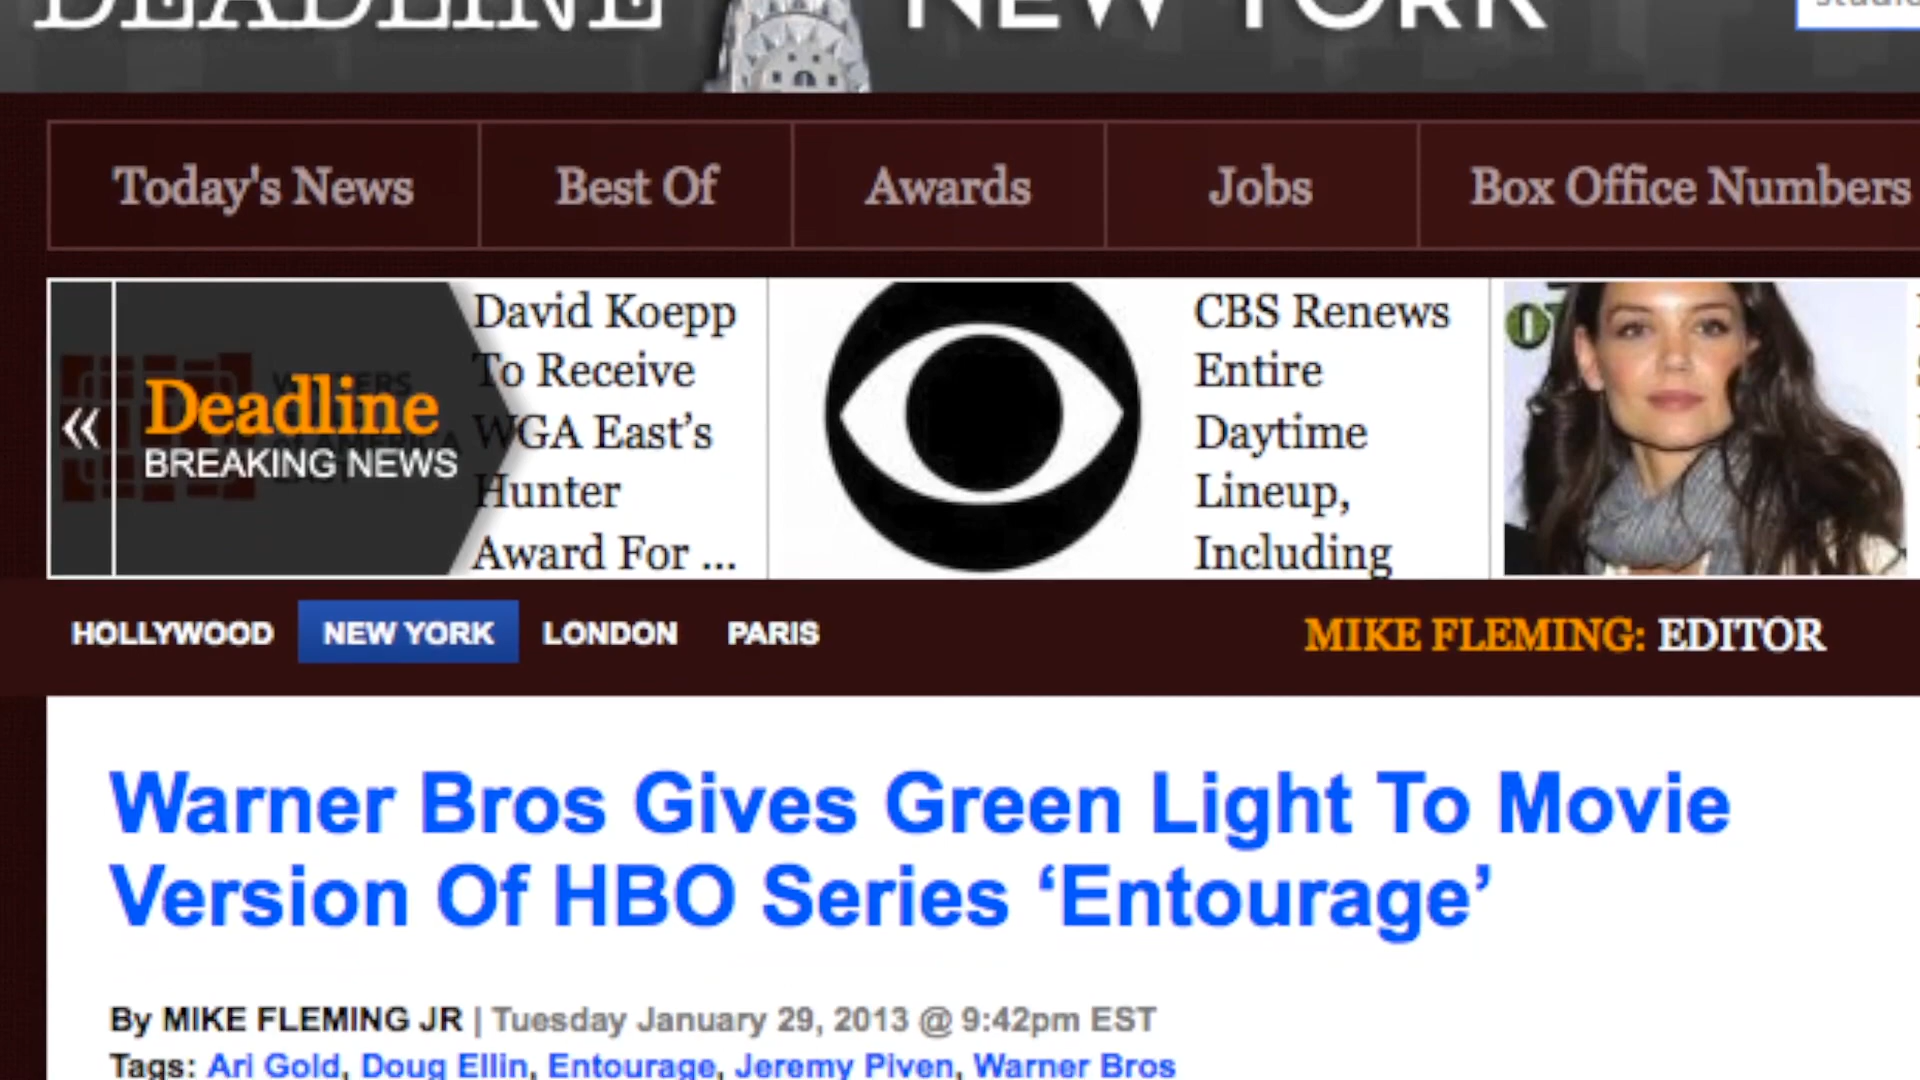 DEADLINE NEW YORK
Today's News
Best Of
Awards
Jobs
Box Office Numbers
«
Deadline
BREAKING NEWS
David Koepp
To Receive
WGA East’s
Hunter
Award For ...
CBS Renews
Entire
Daytime
Lineup,
Including
HOLLYWOOD
NEW YORK
LONDON
PARIS
MIKE FLEMING: EDITOR
Warner Bros Gives Green Light To Movie
Version Of HBO Series ‘Entourage’
By MIKE FLEMING JR | Tuesday January 29, 2013 @ 9:42pm EST
Tags: Ari Gold, Doug Ellin, Entourage, Jeremy Piven, Warner Bros